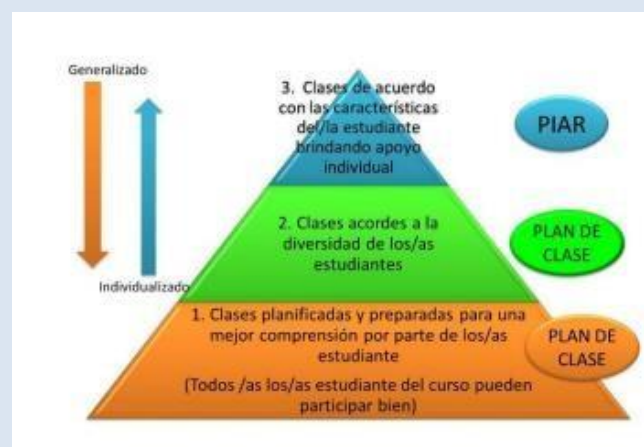 Generalizado
3. Clases de acuerdo
con las características
del/la estudiante
brindando apoyo
individual
PIAR
2. Clases acordes a la
diversidad de los/as
estudiantes
PLAN DE
CLASE
Individualizado
1. Clases planificadas y preparadas para una
mejor comprensión por parte de los/as
estudiante
(Todos /as los/as estudiante del curso pueden
participar bien)
PLAN DE
CLASE